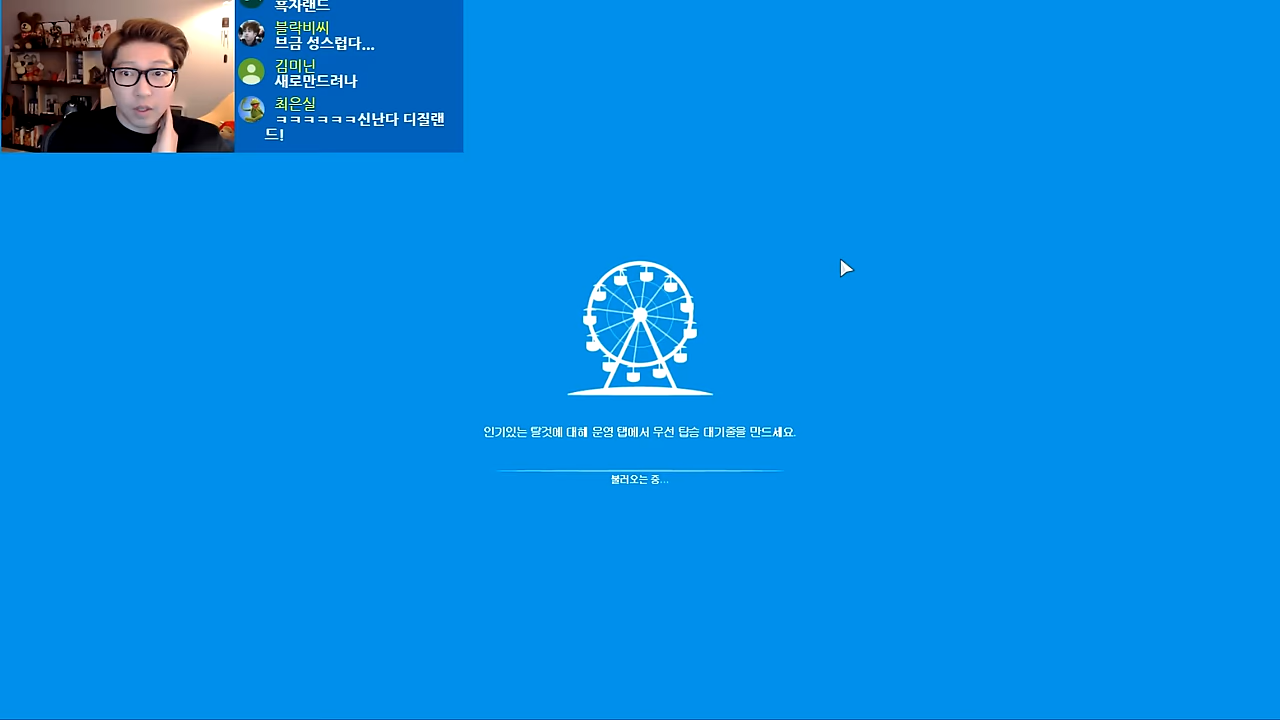 흑자랜드
블락비씨
브금 성스럽다...
김미닌
새로만드려나
최은실
ㅋㅋㅋㅋㅋㅋ신난다 디질랜
드!
인기있는 탈것에 대해 운영 탭에서 우선 탑승 대기줄을 만드세요.
불러오는 중...